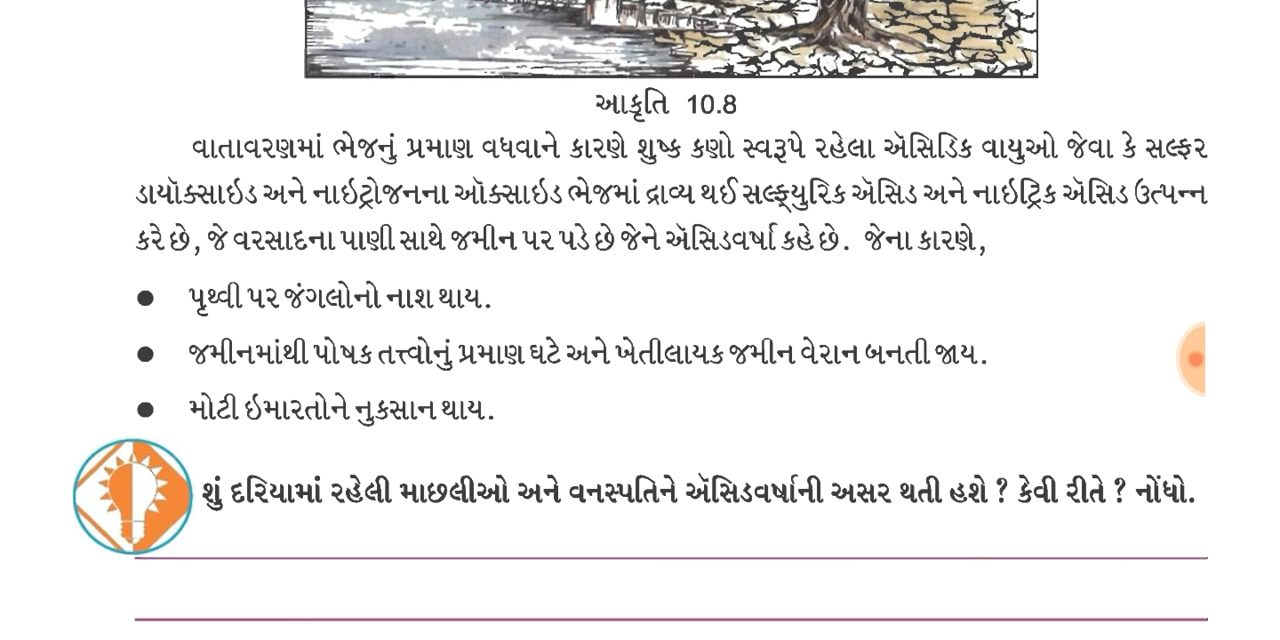 આકૃતિ 10.8
વાતાવરણમાં ભેજનું પ્રમાણ વધવાને કારણે શુષ્ક કણો સ્વરૂપે રહેલા ઍસિડિક વાયુઓ જેવા કે સલ્ફર
ડાયૉક્સાઇડ અને નાઇટ્રોજનના ઑક્સાઇડ ભેજમાં દ્રાવ્ય થઈ સલ્ફ્યુરિક ઍસિડ અને નાઇટ્રિક ઍસિડ ઉત્પન્ન
કરે છે, જે વરસાદના પાણી સાથે જમીન પર પડે છે જેને ઍસિડવર્ષા કહે છે. જેના કારણે,
● પૃથ્વી પર જંગલોનો નાશ થાય.
● જમીનમાંથી પોષક તત્ત્વોનું પ્રમાણ ઘટે અને ખેતીલાયક જમીન વેરાન બનતી જાય.
● મોટી ઇમારતોને નુકસાન થાય.
શું દરિયામાં રહેલી માછલીઓ અને વનસ્પતિને ઍસિડવર્ષાની અસર થતી હશે ? કેવી રીતે ? નોંધો.